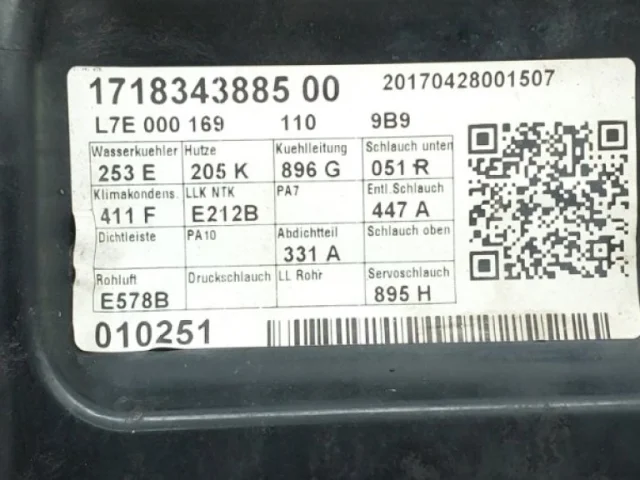 1718343885 00 20170428001507
L7E 000 169 110 9B9
Wasserkuehler Hutze Kuehlleitung Schlauch unten
253 E 205 K 896 G 051 R
Klimakondens. LLK NTK PA7 Entl.Schlauch
411 F E212B 447 A
Dichtleiste PA10 Abdichtteil Schlauch oben
331 A
Rohluft Druckschlauch LL Rohr Servoschlauch
E578B 895 H
010251